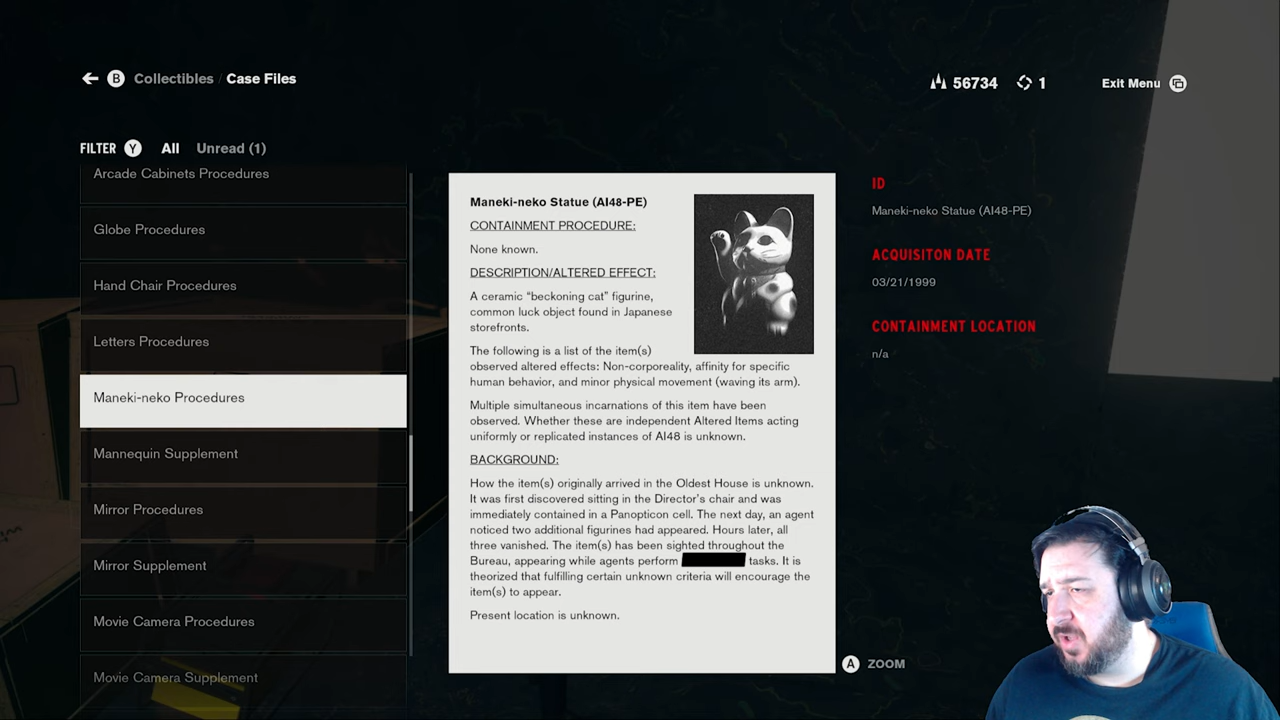 B Collectibles / Case Files
56734 1 Exit Menu
FILTER Y All Unread (1)
Arcade Cabinets Procedures
Globe Procedures
Hand Chair Procedures
Letters Procedures
Maneki-neko Procedures
Mannequin Supplement
Mirror Procedures
Mirror Supplement
Movie Camera Procedures
Movie Camera Supplement
Maneki-neko Statue (AI48-PE)
CONTAINMENT PROCEDURE:
None known.
DESCRIPTION/ALTERED EFFECT:
A ceramic “beckoning cat” figurine,
common luck object found in Japanese
storefronts.
The following is a list of the item(s)
observed altered effects: Non-corporeality, affinity for specific
human behavior, and minor physical movement (waving its arm).
Multiple simultaneous incarnations of this item have been
observed. Whether these are independent Altered Items acting
uniformly or replicated instances of AI48 is unknown.
BACKGROUND:
How the item(s) originally arrived in the Oldest House is unknown.
It was first discovered sitting in the Director's chair and was
immediately contained in a Panopticon cell. The next day, an agent
noticed two additional figurines had appeared. Hours later, all
three vanished. The item(s) has been sighted throughout the
Bureau, appearing while agents perform tasks. It is
theorized that fulfilling certain unknown criteria will encourage the
item(s) to appear.
Present location is unknown.
A ZOOM
ID
Maneki-neko Statue (AI48-PE)
ACQUISITON DATE
03/21/1999
CONTAINMENT LOCATION
n/a